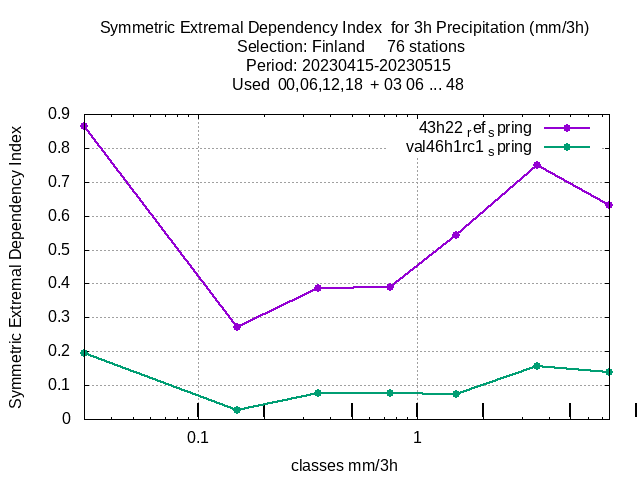 Symmetric Extremal Dependency Index  for 3h Precipitation (mm/3h)
Selection: Finland     76 stations
Period: 20230415-20230515
Used  00,06,12,18  + 03 06 ... 48
Symmetric Extremal Dependency Index
0.9
0.8
0.7
0.6
0.5
0.4
0.3
0.2
0.1
0
43h22 ref spring
val46h1rc1 spring
0.1
1
classes mm/3h